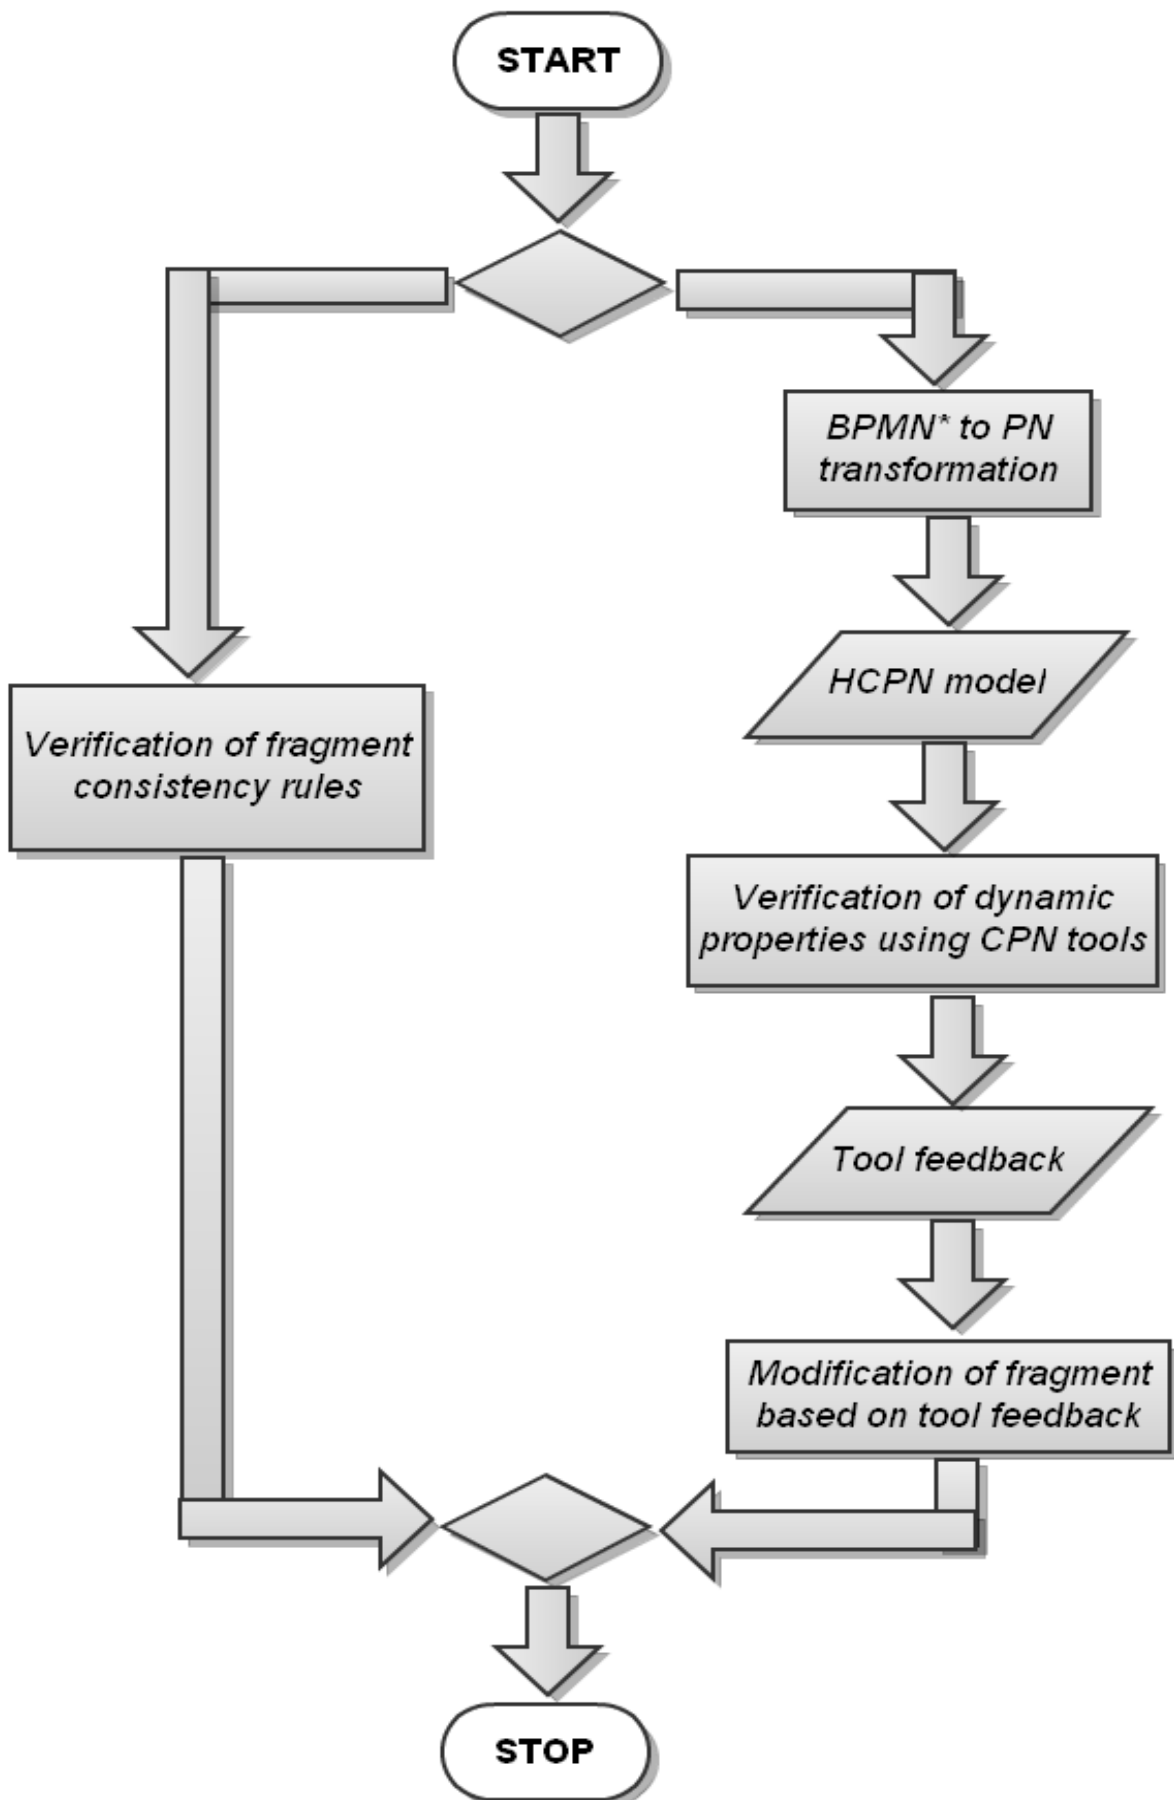 START
BPMN* to PN
transformation
HCPN model
Verification of fragment
consistency rules
Verification of dynamic
properties using CPN tools
Tool feedback
Modification of fragment
based on tool feedback
STOP